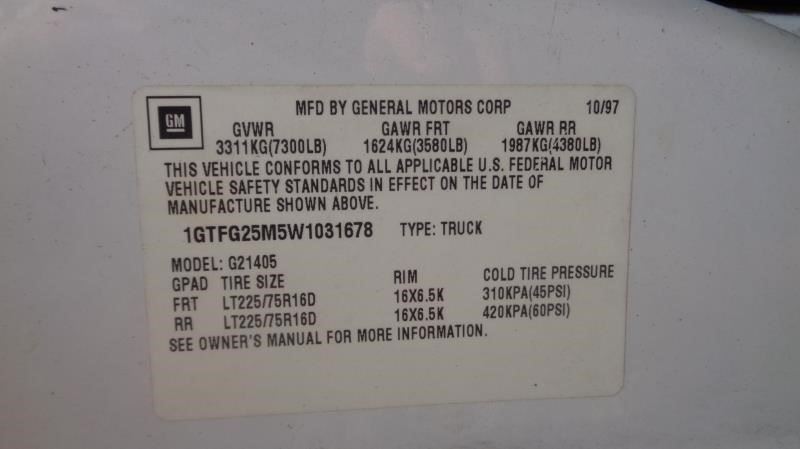 GM
MFD BY GENERAL MOTORS CORP 10/97
GVWR GAWR FRT GAWR RR
3311KG(7300LB) 1624KG(3580LB) 1987KG(4380LB)
THIS VEHICLE CONFORMS TO ALL APPLICABLE U.S. FEDERAL MOTOR
VEHICLE SAFETY STANDARDS IN EFFECT ON THE DATE OF
MANUFACTURE SHOWN ABOVE.
1GTFG25M5W1031678 TYPE: TRUCK
MODEL: G21405
GPAD TIRE SIZE RIM COLD TIRE PRESSURE
FRT LT225/75R16D 16X6.5K 310KPA(45PSI)
RR LT225/75R16D 16X6.5K 420KPA(60PSI)
SEE OWNER'S MANUAL FOR MORE INFORMATION.